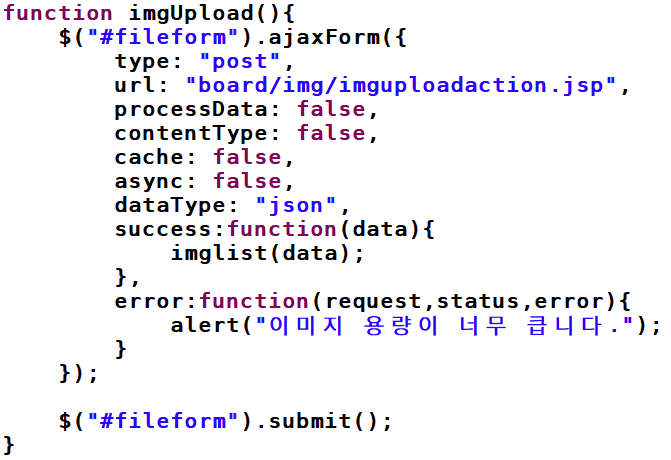 function imgUpload(){
    $("#fileform").ajaxForm({
        type: "post",
        url: "board/img/imguploadaction.jsp",
        processData: false,
        contentType: false,
        cache: false,
        async: false,
        dataType: "json",
        success:function(data){
            imglist(data);
        },
        error:function(request,status,error){
            alert("이미지 용량이 너무 큽니다.");
        }
    });

    $("#fileform").submit();
}